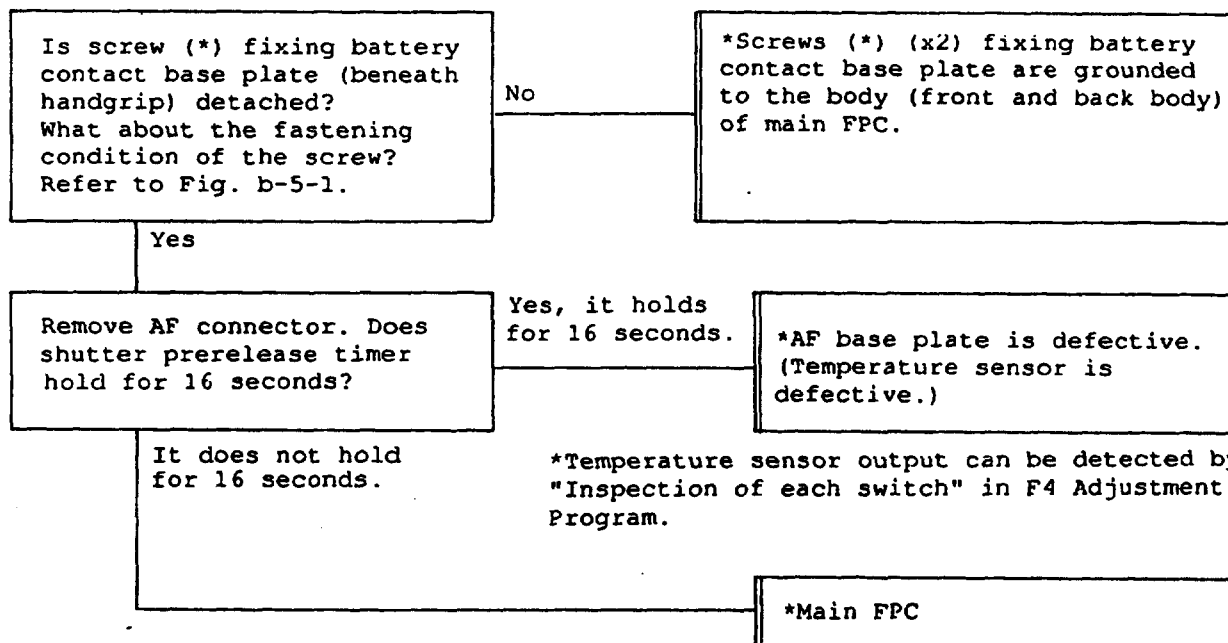 Is screw (*) fixing battery
contact base plate (beneath
handgrip) detached?
What about the fastening
condition of the screw?
Refer to Fig. b-5-1.
No
*Screws (*) (x2) fixing battery
contact base plate are grounded
to the body (front and back body)
of main FPC.
Yes
Remove AF connector. Does
shutter prerelease timer
hold for 16 seconds?
Yes, it holds
for 16 seconds.
*AF base plate is defective.
(Temperature sensor is
defective.)
It does not hold
for 16 seconds.
*Temperature sensor output can be detected by
"Inspection of each switch" in F4 Adjustment
Program.
*Main FPC